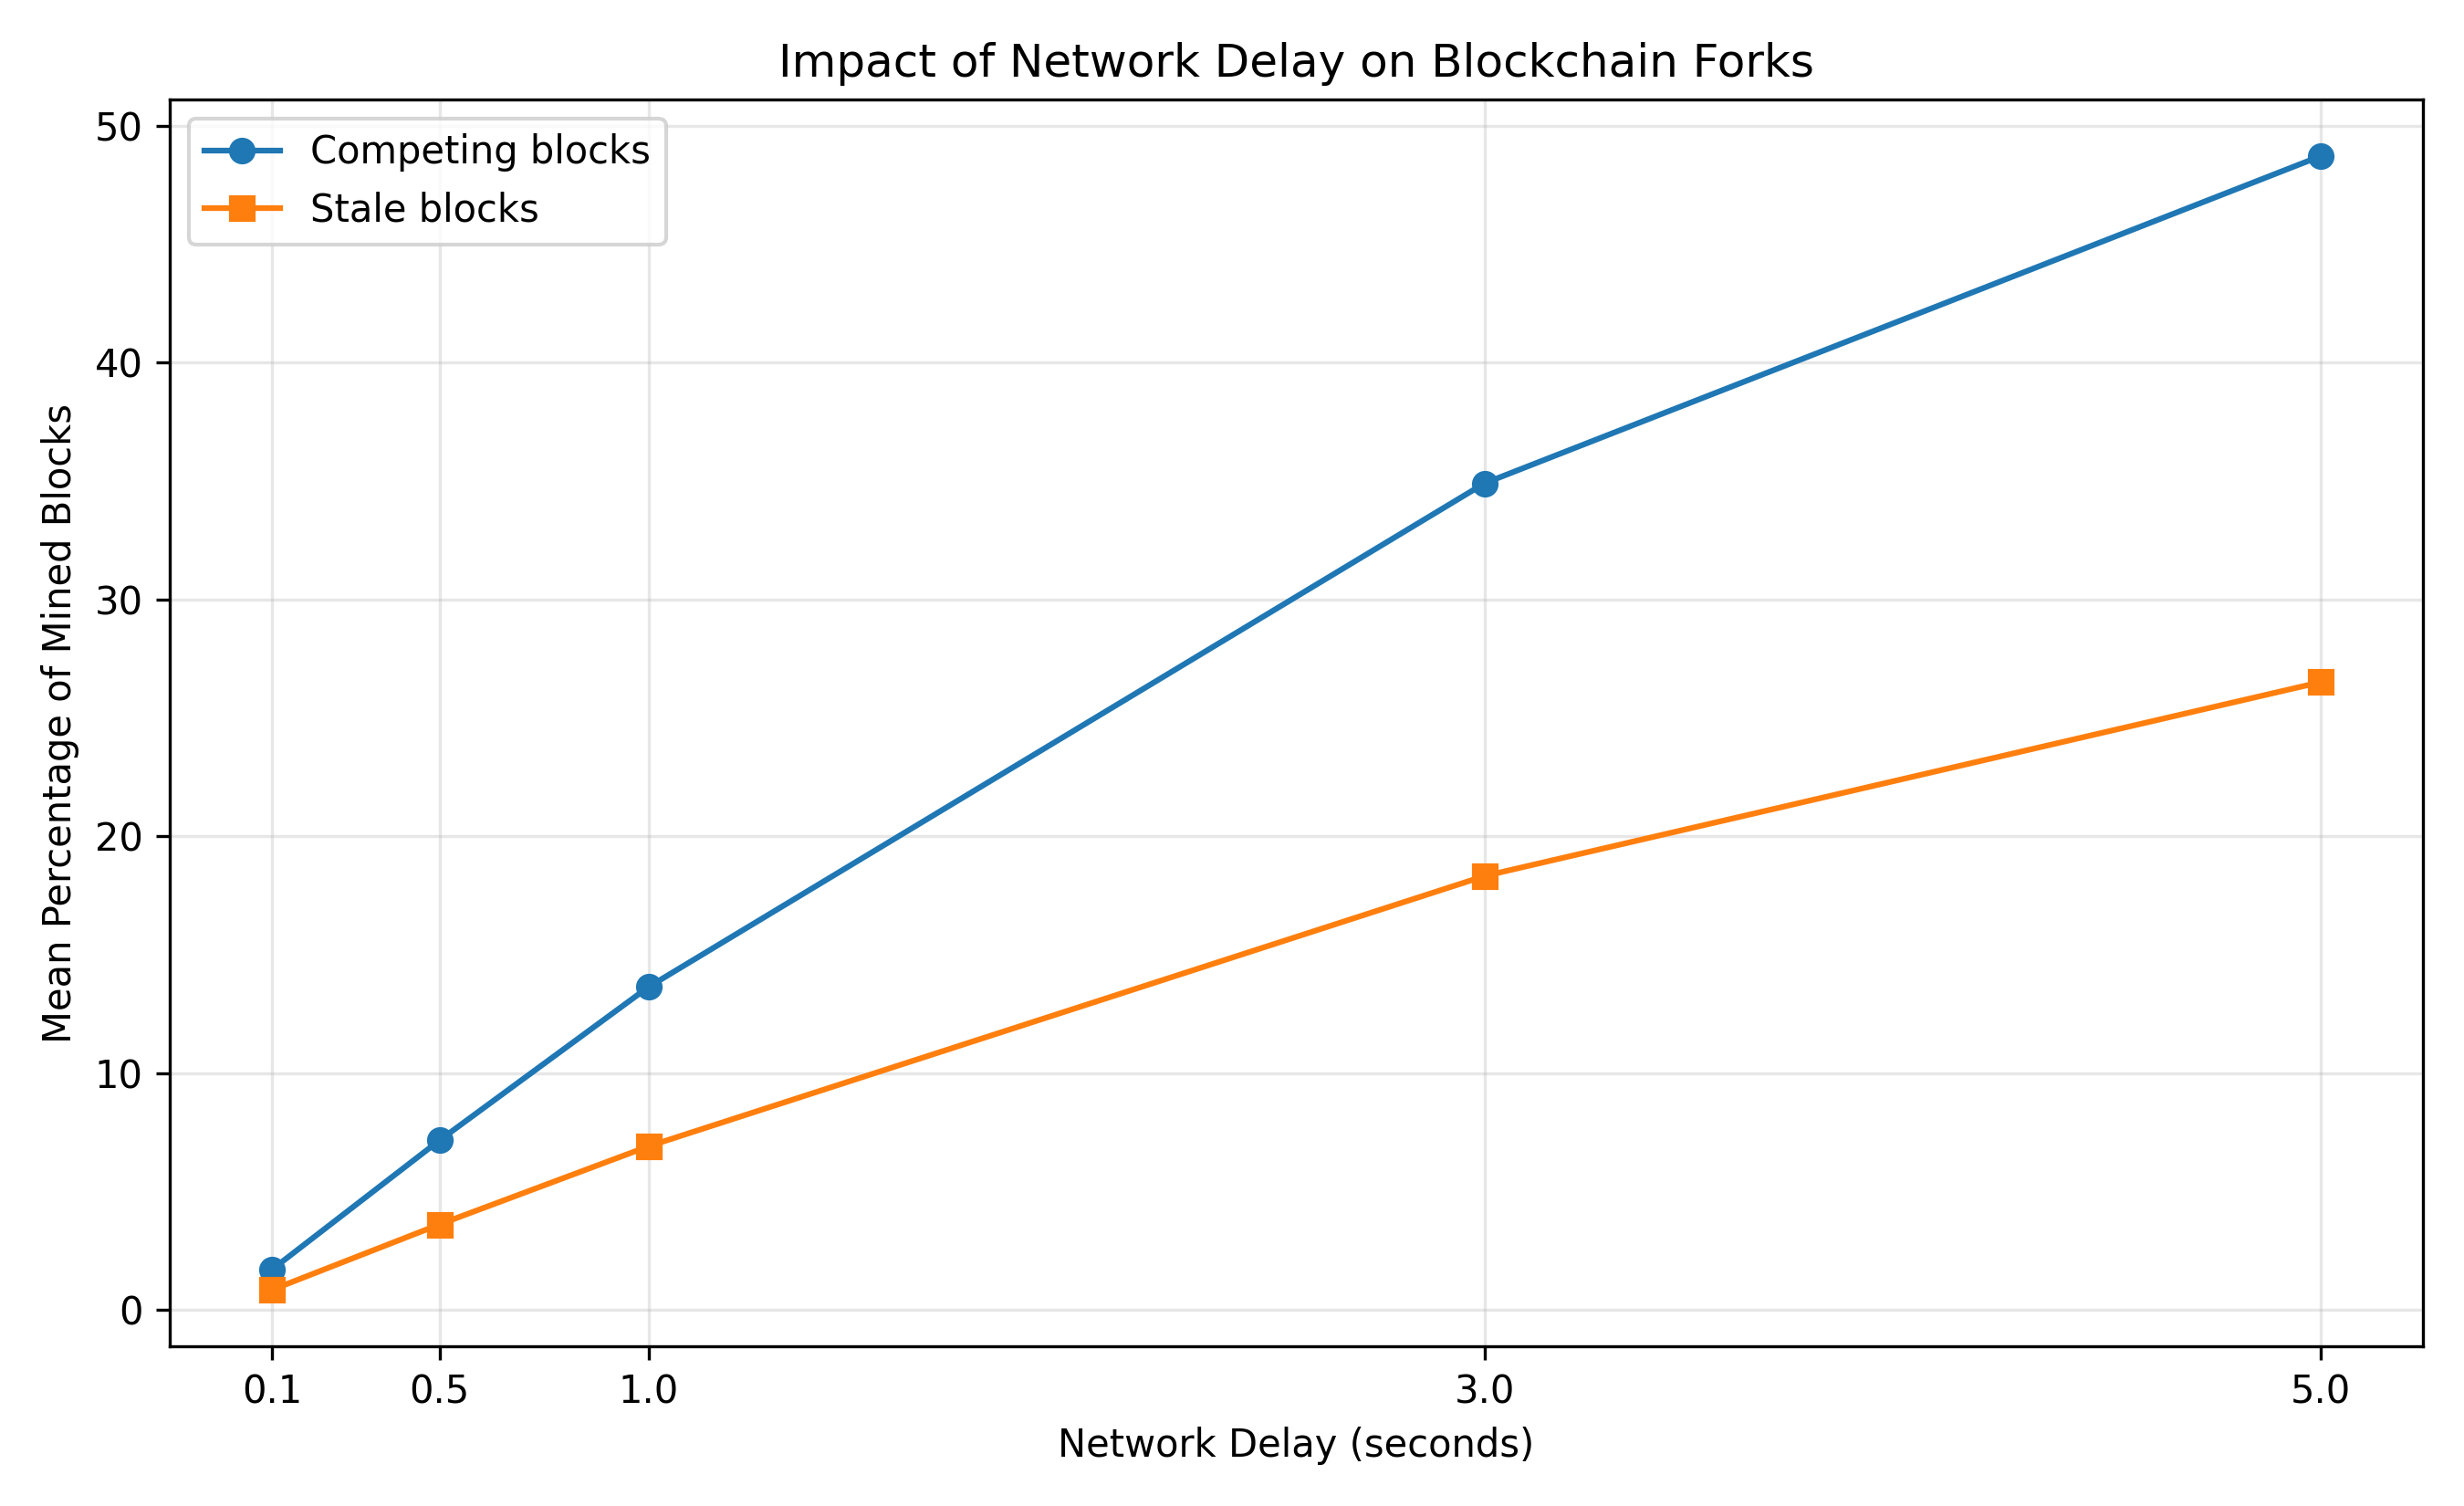 Impact of Network Delay on Blockchain Forks
Competing blocks
Stale blocks
Mean Percentage of Mined Blocks
50
40
30
20
10
0
0.1 0.5 1.0 3.0 5.0
Network Delay (seconds)